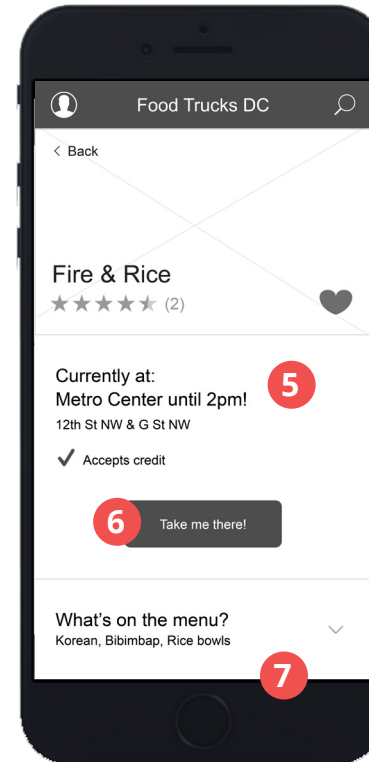 Food Trucks DC
< Back
Fire & Rice
(2)
Currently at:
Metro Center until 2pm!
5
12th St NW & G St NW
Accepts credit
6
Take me there!
What's on the menu?
Korean, Bibimbap, Rice bowls
7